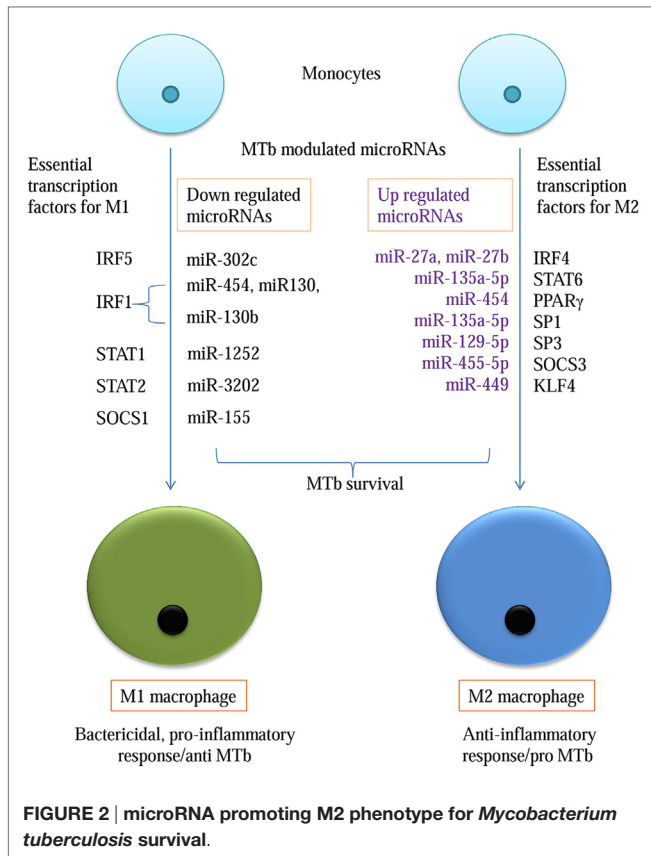 Monocytes
MTb modulated microRNAs
Essential
transcription
factors for M1
Down regulated
microRNAs
Up regulated
microRNAs
Essential
transcription
factors for M2
IRF5
miR-302c
IRF1
miR-454, miR130,
miR-130b
STAT1
miR-1252
STAT2
miR-3202
SOCS1
miR-155
miR-27a, miR-27b
IRF4
miR-135a-5p
STAT6
miR-454
PPARγ
miR-135a-5p
SP1
miR-129-5p
SP3
miR-455-5p
SOCS3
miR-449
KLF4
MTb survival
M1 macrophage
Bactericidal, pro-inflammatory
response/anti MTb
M2 macrophage
Anti-inflammatory
response/pro MTb
FIGURE 2 | microRNA promoting M2 phenotype for Mycobacterium
tuberculosis survival.